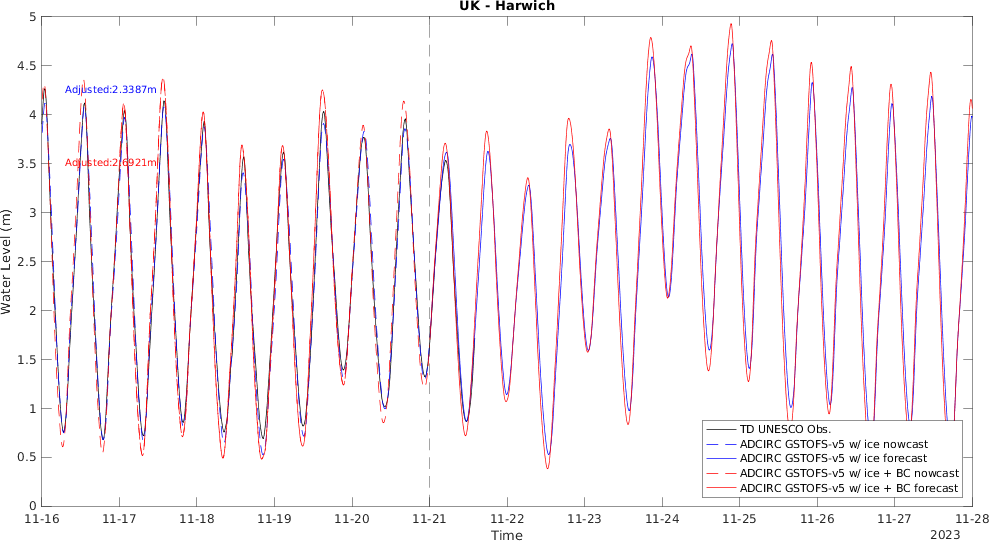 UK - Harwich
5
4.5
4
3.5
3
2.5
2
1.5
1
0.5
0
Water Level (m)
Adjusted:2.3387m
Adjusted:2.6921m
TD UNESCO Obs.
ADCIRC GSTOFS-v5 w/ ice nowcast
ADCIRC GSTOFS-v5 w/ ice forecast
ADCIRC GSTOFS-v5 w/ ice + BC nowcast
ADCIRC GSTOFS-v5 w/ ice + BC forecast
11-16 11-17 11-18 11-19 11-20 11-21 11-22 11-23 11-24 11-25 11-26 11-27 11-28
Time
2023